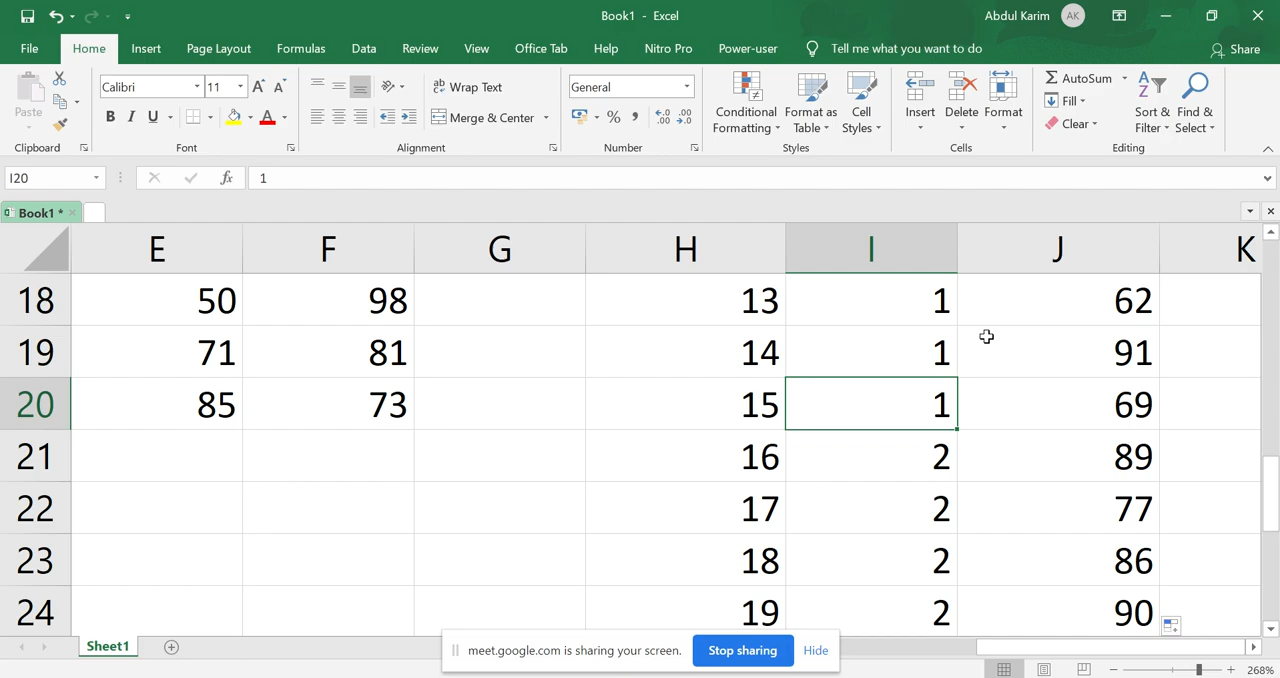 Book1 - Excel
Abdul Karim AK
File Home Insert Page Layout Formulas Data Review View Office Tab Help Nitro Pro Power-user Tell me what you want to do Share
Calibri 11 A A ab Wrap Text General AutoSum
Paste Conditional Format as Cell Insert Delete Format Fill Sort & Find &
B I U A Merge & Center % , .0 .00 .00 .0 Formatting Table Styles Clear Filter Select
Clipboard Font Alignment Number Styles Cells Editing
I20 fx 1
Book1 *
E F G H I J K
18 50 98 13 1 62
19 71 81 14 1 91
20 85 73 15 1 69
21 16 2 89
22 17 2 77
23 18 2 86
24 19 2 90
Sheet1
meet.google.com is sharing your screen. Stop sharing Hide
268%